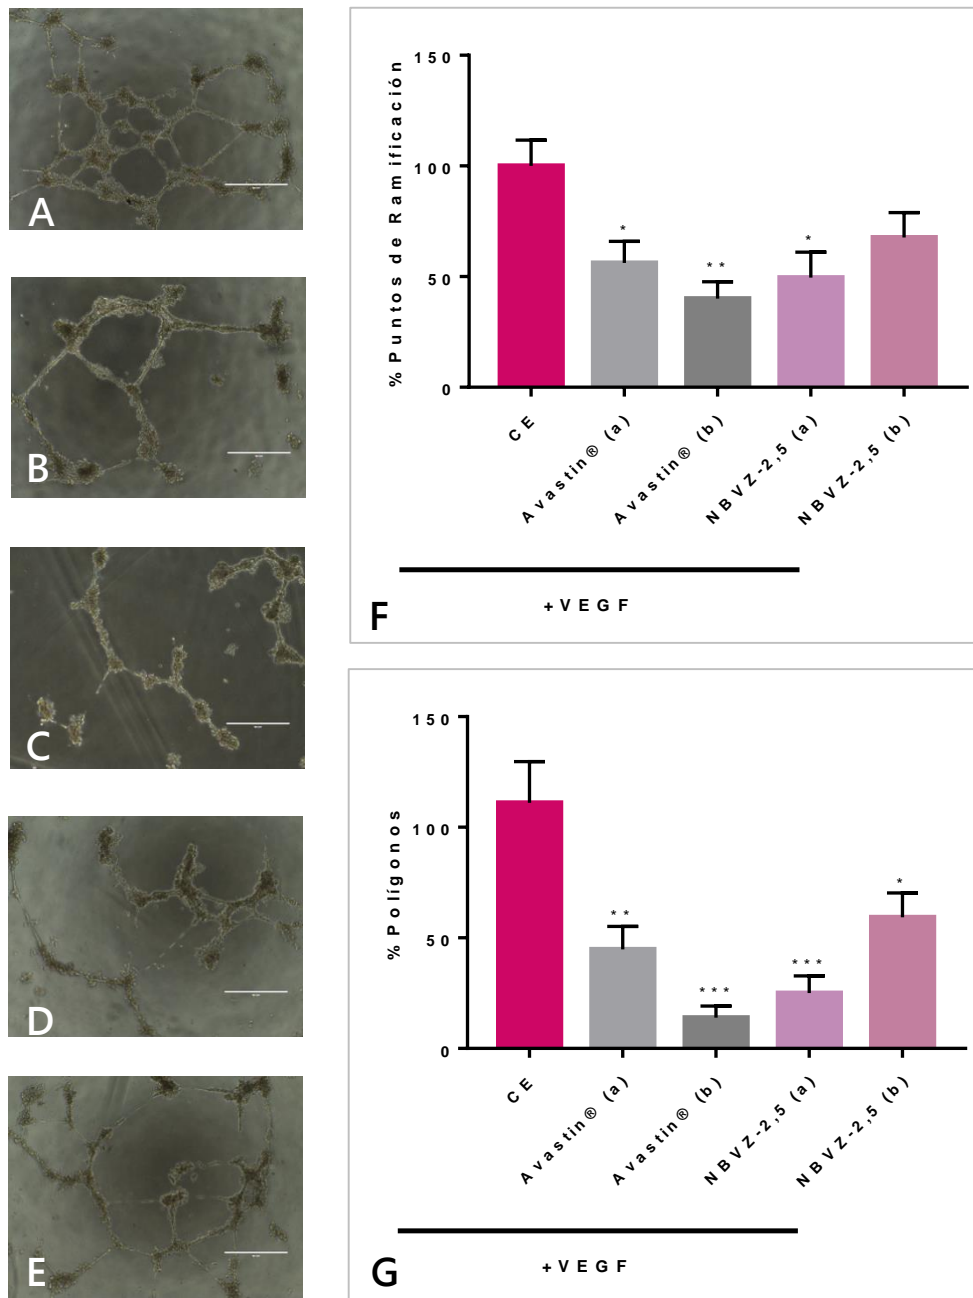 A
B
C
D
E
% Puntos de Ramificación
150
100
50
0
*
* *
*
CE
Avastin® (a)
Avastin® (b)
NBVZ-2,5 (a)
NBVZ-2,5 (b)
+VEGF
F
% Polígonos
150
100
50
0
* *
* * *
* * *
*
CE
Avastin® (a)
Avastin® (b)
NBVZ-2,5 (a)
NBVZ-2,5 (b)
+VEGF
G